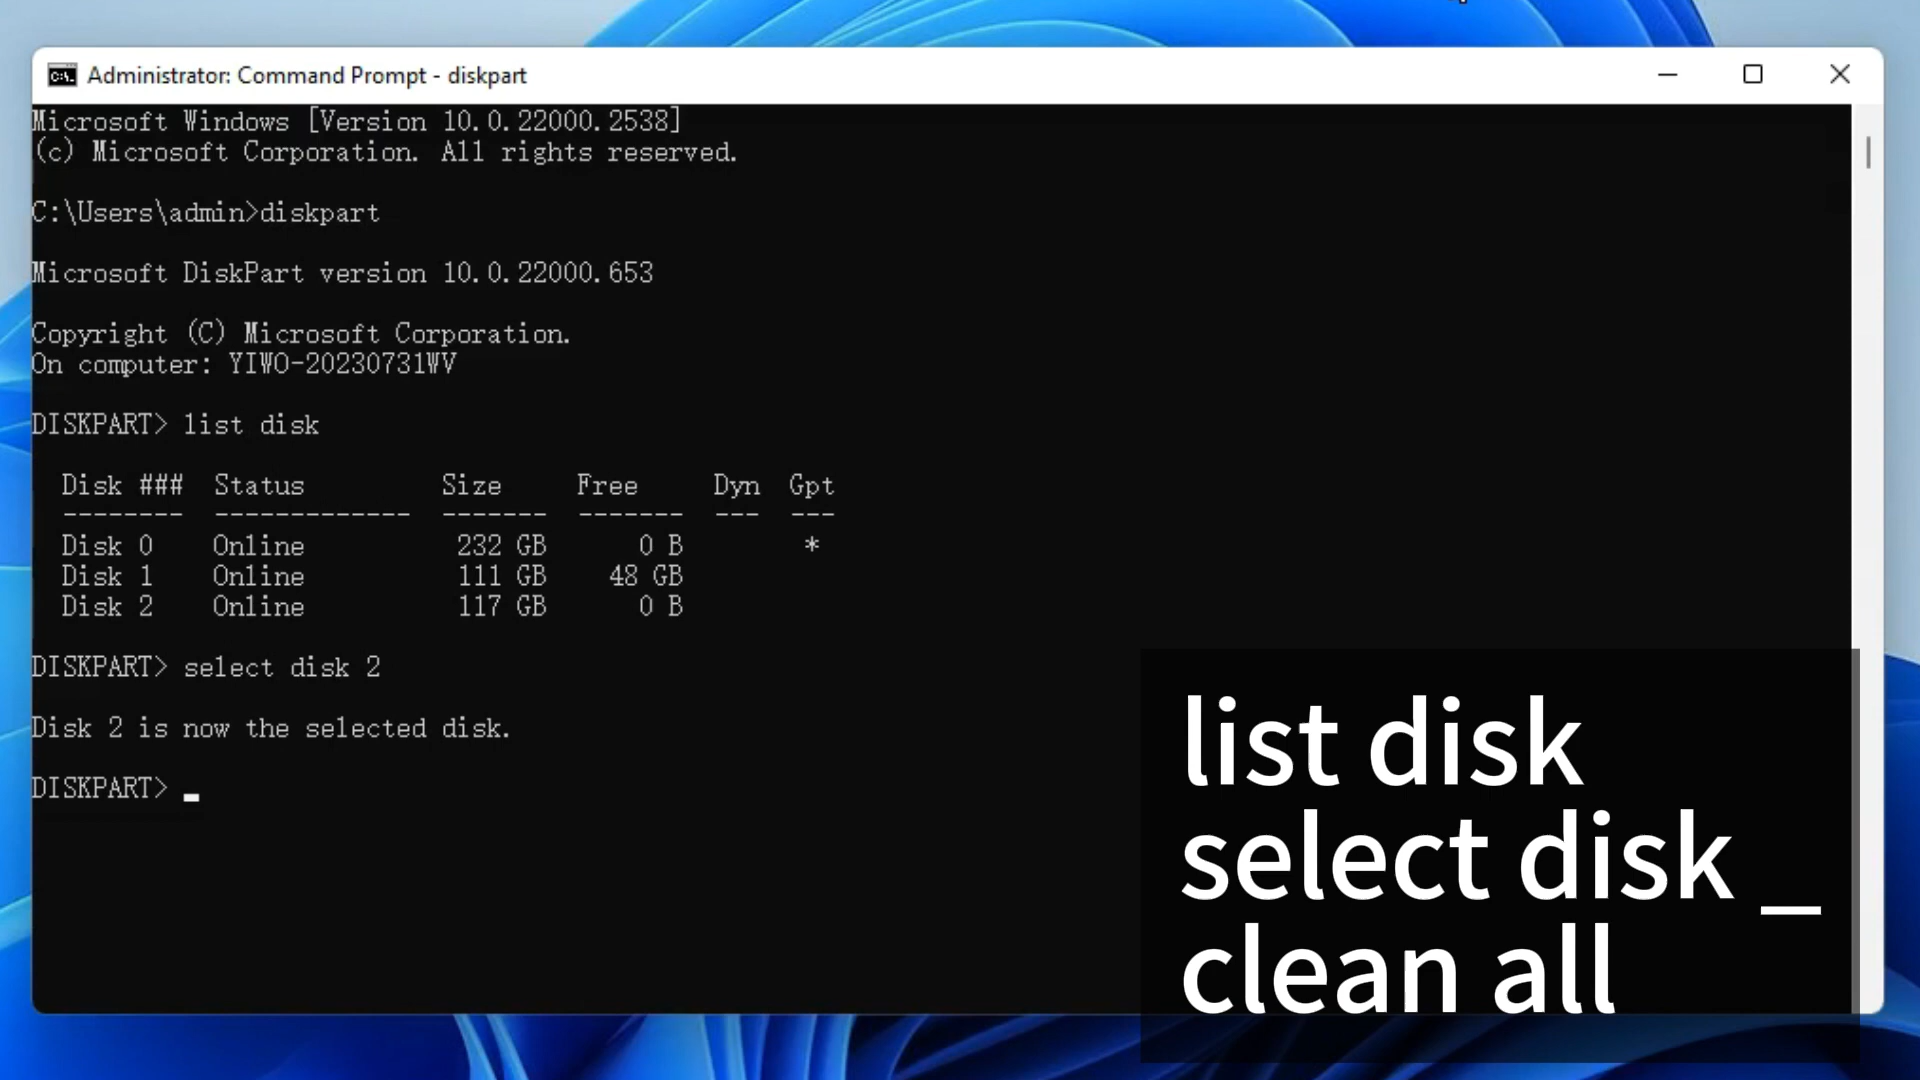 Administrator: Command Prompt - diskpart
Microsoft Windows [Version 10.0.22000.2538]
(c) Microsoft Corporation. All rights reserved.
C:\Users\admin>diskpart
Microsoft DiskPart version 10.0.22000.653
Copyright (C) Microsoft Corporation.
On computer: YIWO-20230731WV
DISKPART> list disk
Disk ### Status Size Free Dyn Gpt
-------- ------------- ------- ------- --- ---
Disk 0 Online 232 GB 0 B *
Disk 1 Online 111 GB 48 GB
Disk 2 Online 117 GB 0 B
DISKPART> select disk 2
Disk 2 is now the selected disk.
DISKPART> _
list disk
select disk _
clean all